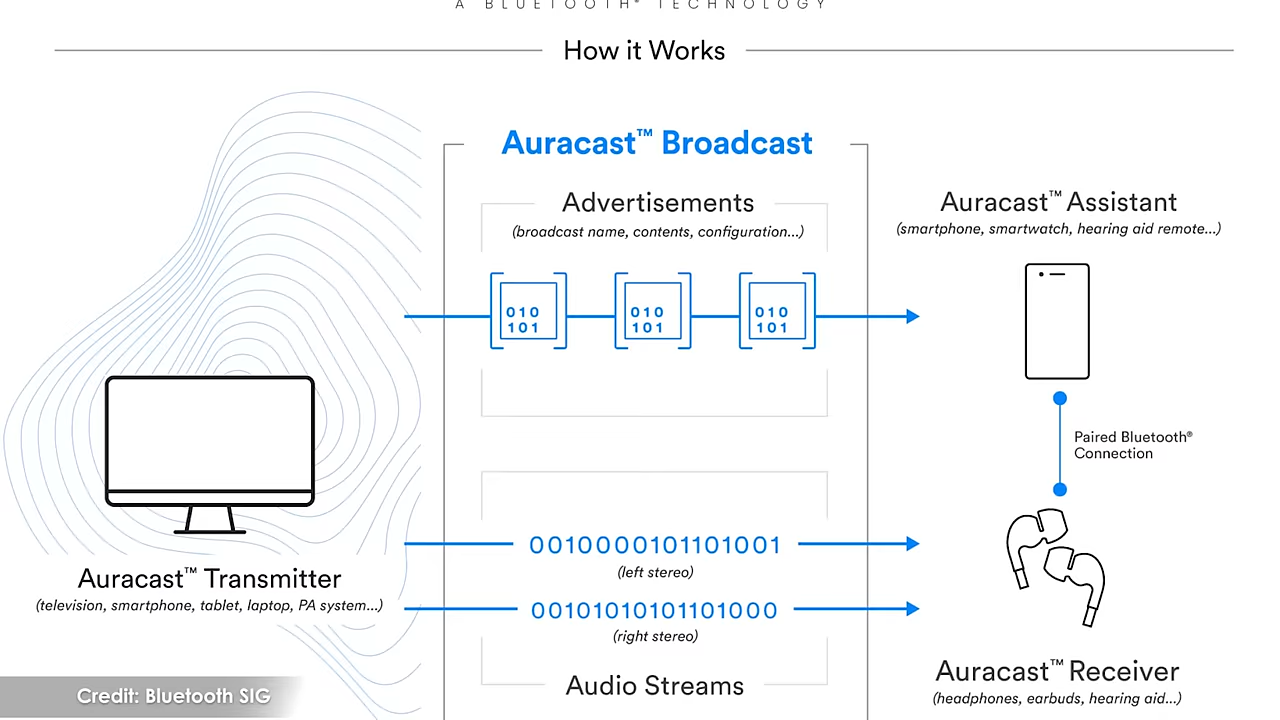 A BLUETOOTH® TECHNOLOGY
How it Works
Auracast™ Broadcast
Advertisements
(broadcast name, contents, configuration...)
010
101
010
101
010
101
Auracast™ Assistant
(smartphone, smartwatch, hearing aid remote...)
Paired Bluetooth®
Connection
0010000101101001
(left stereo)
00101010101101000
(right stereo)
Audio Streams
Auracast™ Transmitter
(television, smartphone, tablet, laptop, PA system...)
Auracast™ Receiver
(headphones, earbuds, hearing aid...)
Credit: Bluetooth SIG